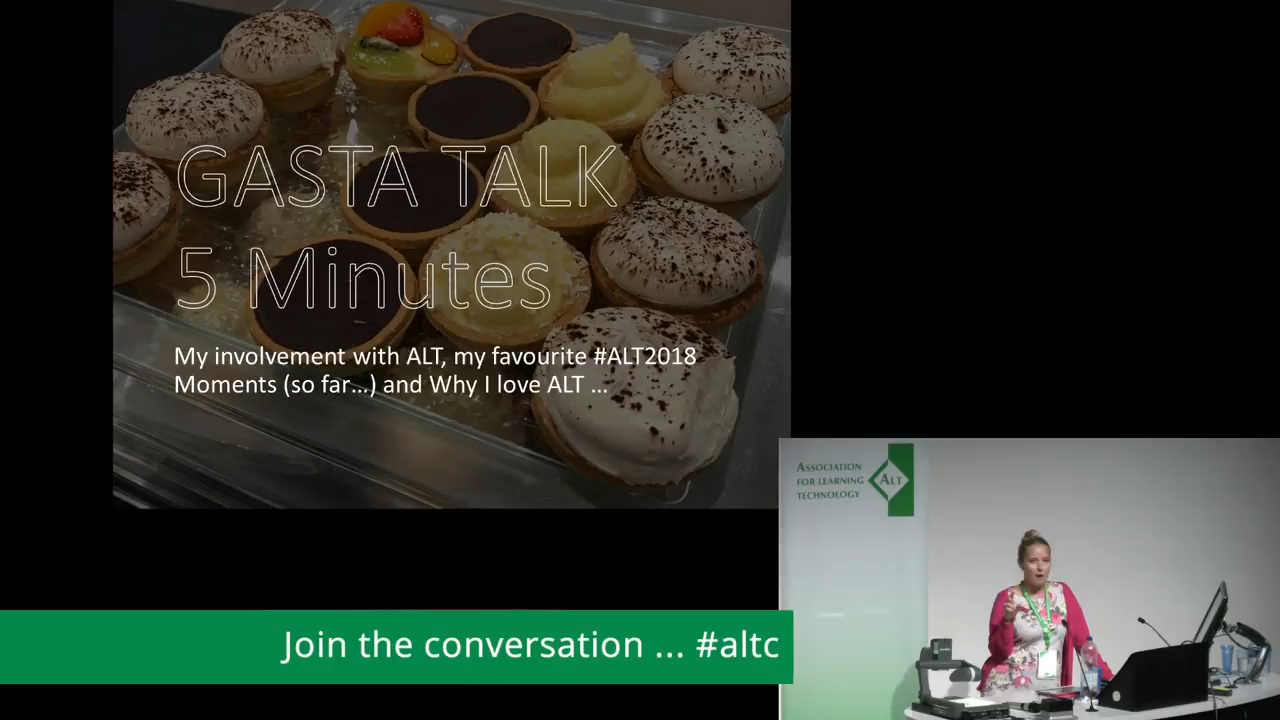 GASTA TALK
5 Minutes
My involvement with ALT, my favourite #ALT2018
Moments (so far...) and Why I love ALT ...
ASSOCIATION
FOR LEARNING
TECHNOLOGY
ALT
Join the conversation ... #altc